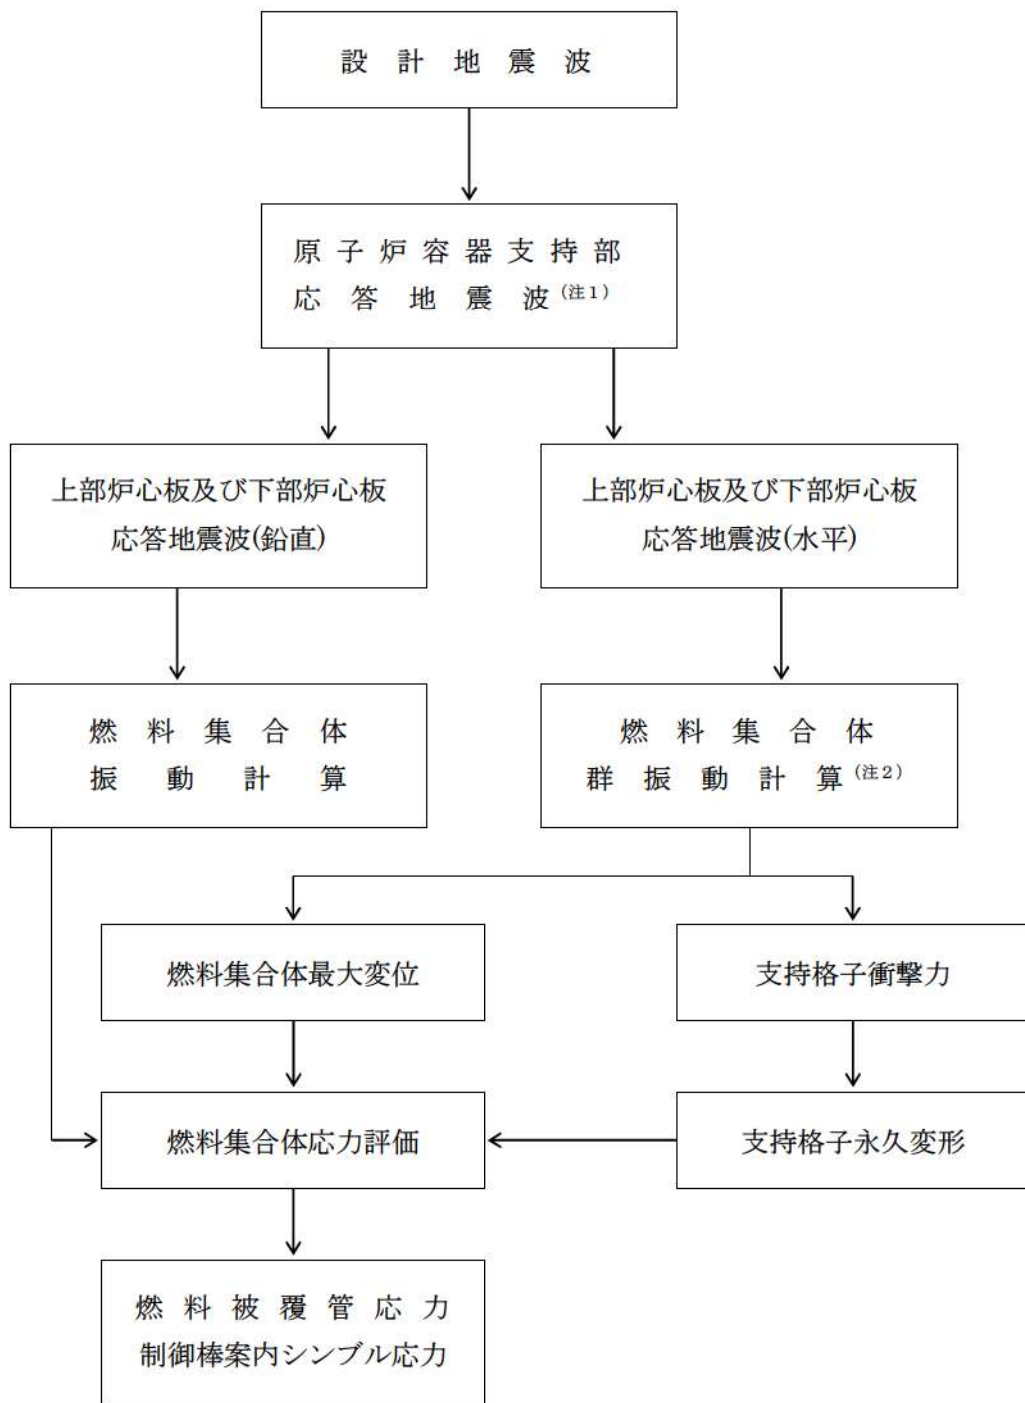 設計地震波
原子炉容器支持部
応答地震波(注1)
上部炉心板及び下部炉心板
応答地震波(鉛直)
上部炉心板及び下部炉心板
応答地震波(水平)
燃料集合体
振動計算
燃料集合体
群振動計算(注2)
燃料集合体最大変位
支持格子衝撃力
燃料集合体応力評価
支持格子永久変形
燃料被覆管応力
制御棒案内シンブル応力